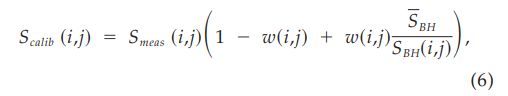 S_calib (i,j) = S_meas (i,j)(1 − w(i,j) + w(i,j) S̅_BH / S_BH(i,j)),
(6)